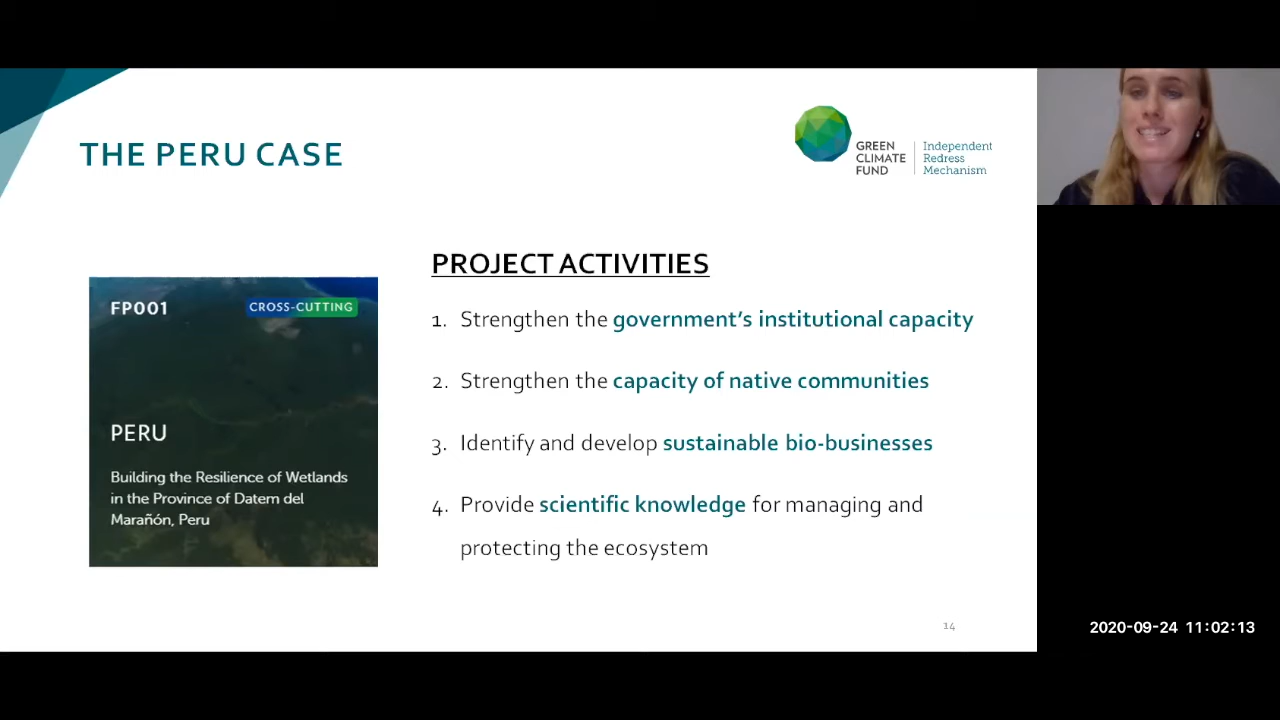 THE PERU CASE
GREEN
CLIMATE
FUND
Independent
Redress
Mechanism
PROJECT ACTIVITIES
FP001
CROSS-CUTTING
PERU
Building the Resilience of Wetlands
in the Province of Datem del
Marañón, Peru
1. Strengthen the government’s institutional capacity
2. Strengthen the capacity of native communities
3. Identify and develop sustainable bio-businesses
4. Provide scientific knowledge for managing and
protecting the ecosystem
14
2020-09-24 11:02:13